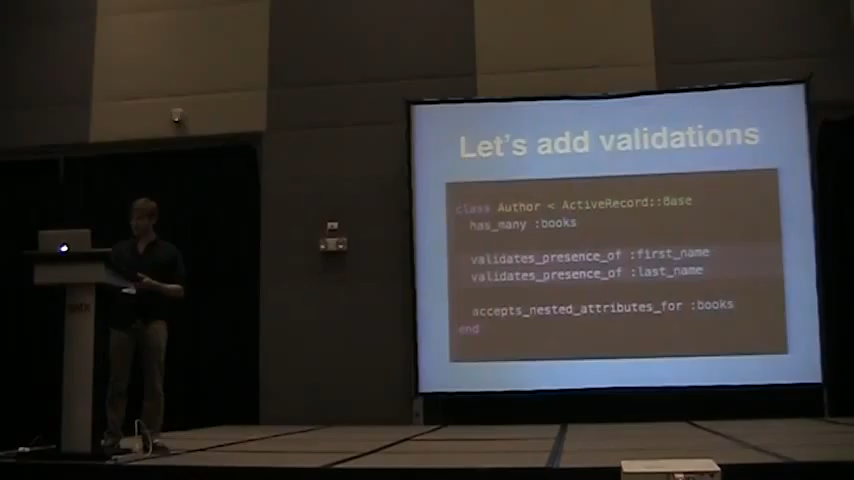 Let's add validations
class Author < ActiveRecord::Base
has_many :books
validates_presence_of :first_name
validates_presence_of :last_name
accepts_nested_attributes_for :books
end